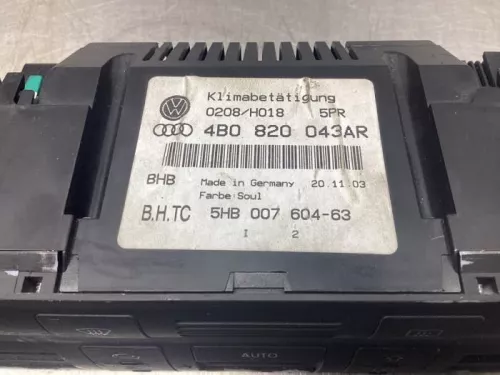 Klimabetätigung
0208/H018 5PR
4B0 820 043AR
BHB Made in Germany 20.11.03
Farbe:Soul
B.H.TC 5HB 007 604-63
1 2
AUTO